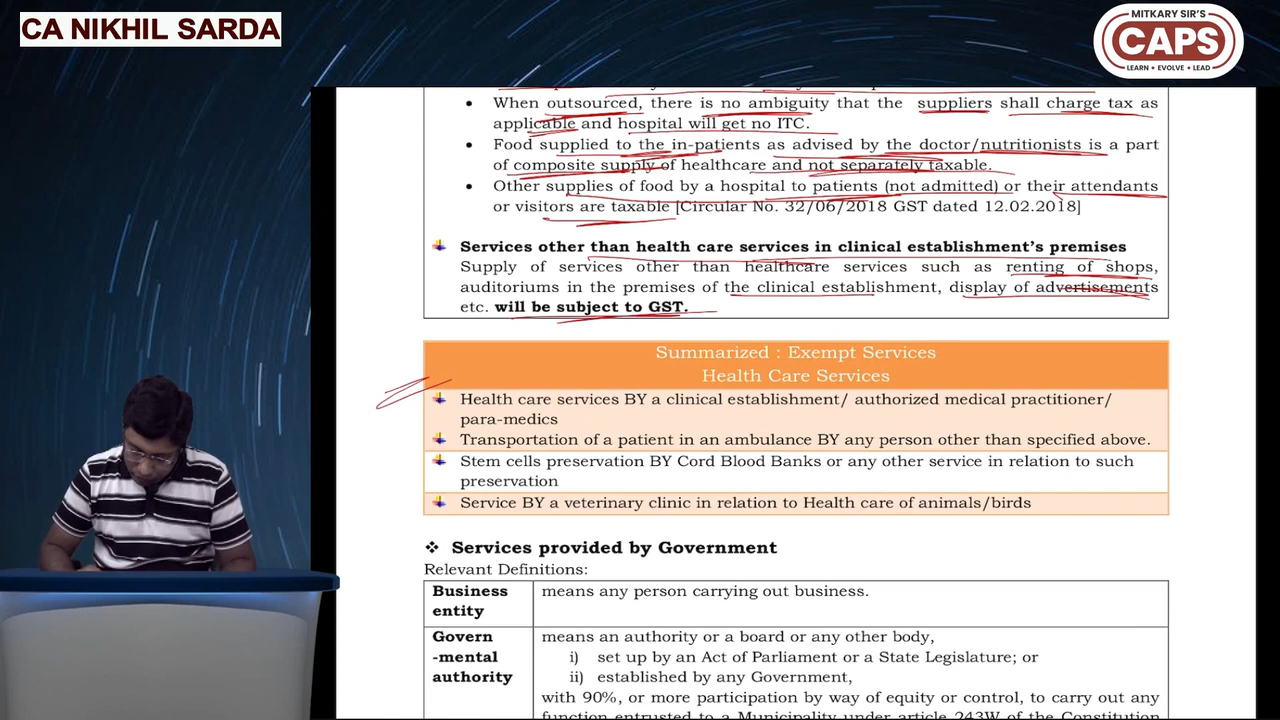 CA NIKHIL SARDA
MITKARY SIR'S
CAPS
LEARN • EVOLVE • LEAD
• When outsourced, there is no ambiguity that the suppliers shall charge tax as
applicable and hospital will get no ITC.
• Food supplied to the in-patients as advised by the doctor/nutritionists is a part
of composite supply of healthcare and not separately taxable.
• Other supplies of food by a hospital to patients (not admitted) or their attendants
or visitors are taxable [Circular No. 32/06/2018 GST dated 12.02.2018]
Services other than health care services in clinical establishment's premises
Supply of services other than healthcare services such as renting of shops,
auditoriums in the premises of the clinical establishment, display of advertisements
etc. will be subject to GST.
Summarized : Exempt Services
Health Care Services
Health care services BY a clinical establishment/ authorized medical practitioner/
para-medics
Transportation of a patient in an ambulance BY any person other than specified above.
Stem cells preservation BY Cord Blood Banks or any other service in relation to such
preservation
Service BY a veterinary clinic in relation to Health care of animals/birds
❖ Services provided by Government
Relevant Definitions:
Business
entity
means any person carrying out business.
Govern
-mental
authority
means an authority or a board or any other body,
i) set up by an Act of Parliament or a State Legislature; or
ii) established by any Government,
with 90%, or more participation by way of equity or control, to carry out any
function entrusted to a Municipality under article 243W of the Constitution